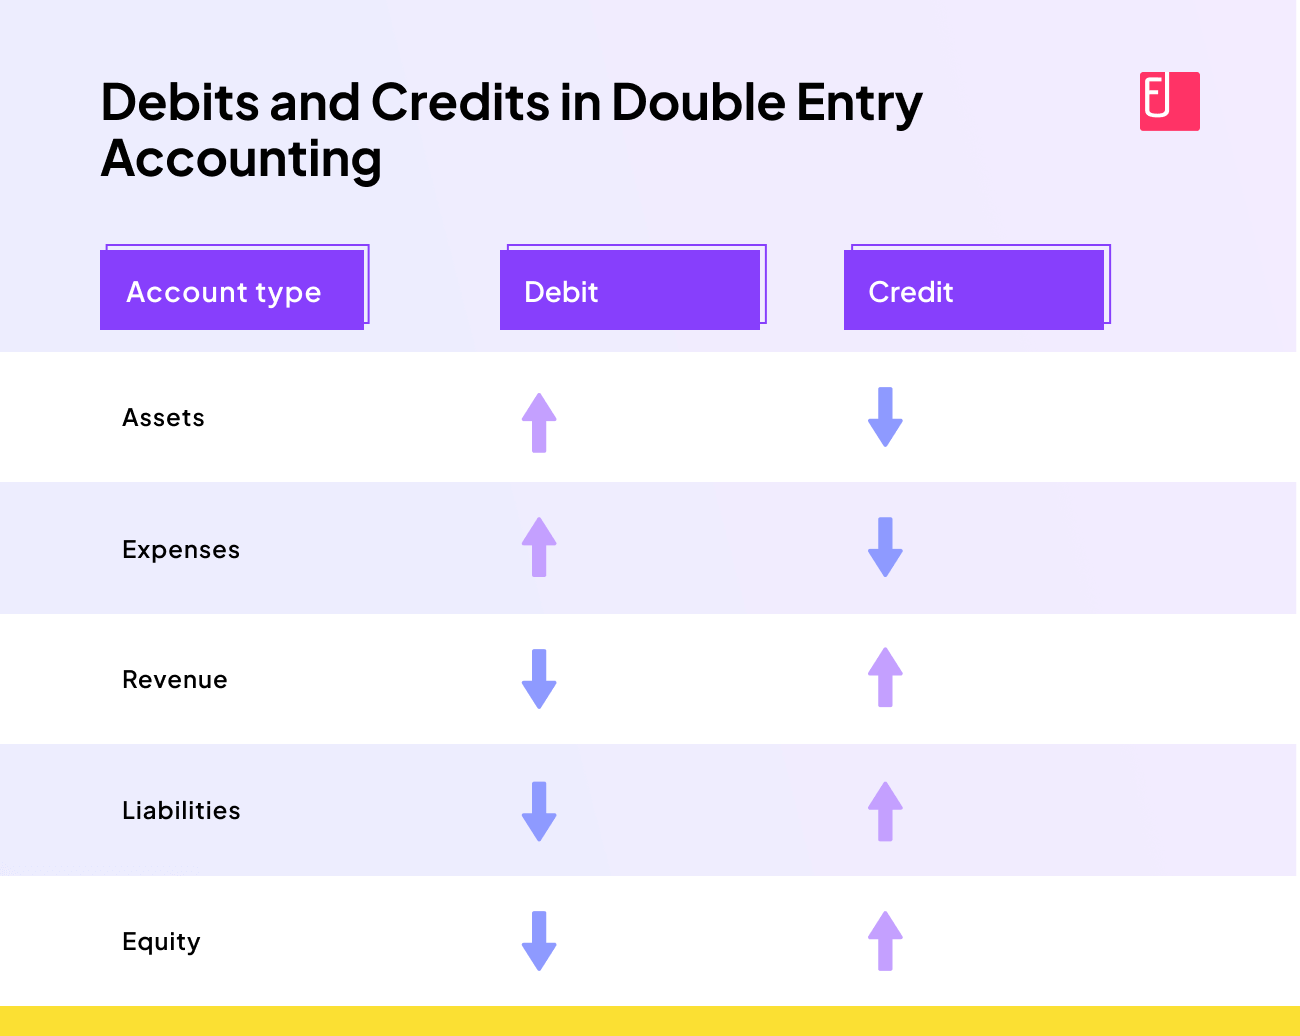 Debits and Credits in Double Entry
Accounting
Account type Debit Credit
Assets
Expenses
Revenue
Liabilities
Equity